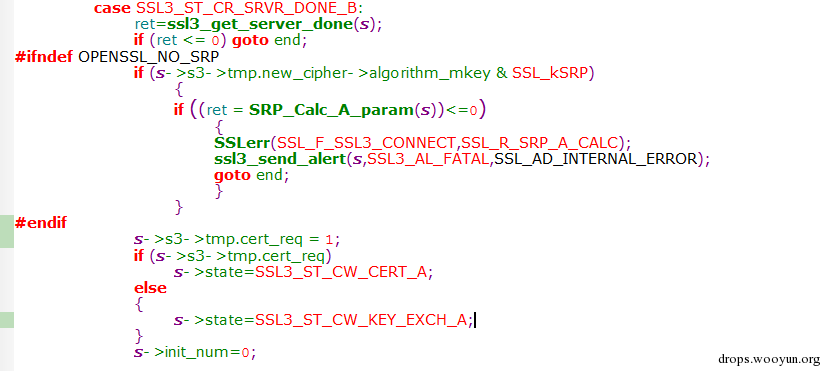 case SSL3_ST_CR_SRVR_DONE_B:
ret=ssl3_get_server_done(s);
if (ret <= 0) goto end;
#ifndef OPENSSL_NO_SRP
if (s->s3->tmp.new_cipher->algorithm_mkey & SSL_kSRP)
{
if ((ret = SRP_Calc_A_param(s))<=0)
{
SSLerr(SSL_F_SSL3_CONNECT,SSL_R_SRP_A_CALC);
ssl3_send_alert(s,SSL3_AL_FATAL,SSL_AD_INTERNAL_ERROR);
goto end;
}
}
#endif
s->s3->tmp.cert_req = 1;
if (s->s3->tmp.cert_req)
s->state=SSL3_ST_CW_CERT_A;
else
{
s->state=SSL3_ST_CW_KEY_EXCH_A;
}
s->init_num=0;
drops.wooyun.org